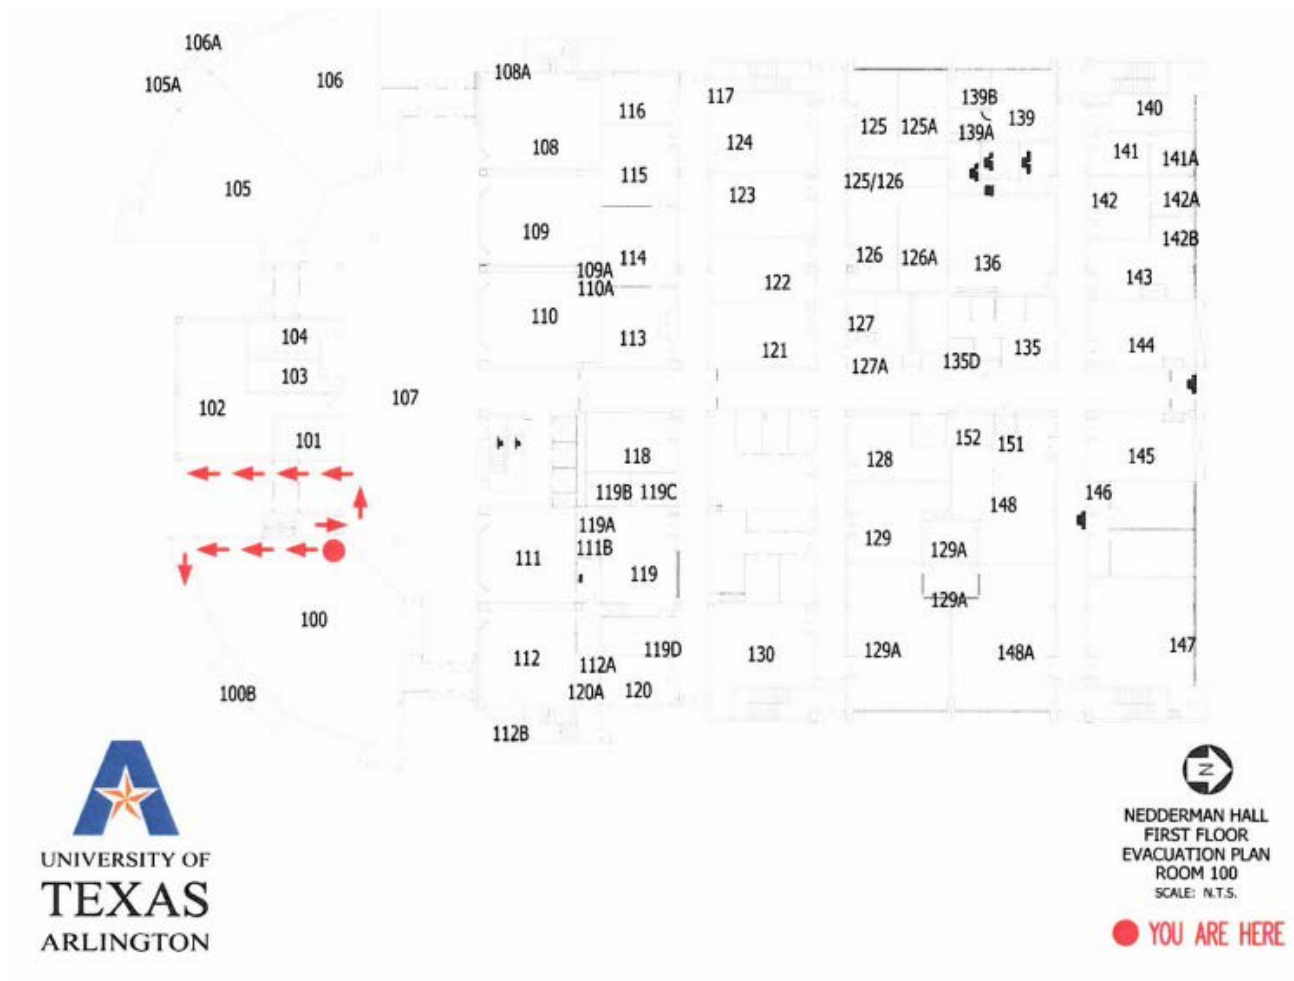 106A
106
105A
108A
116
117
139B
139
140
125
125A
139A
108
124
141
141A
115
125/126
105
123
142
142A
109
142B
114
126
126A
136
109A
143
122
110A
110
127
104
113
121
127A
135D
135
144
103
107
102
101
118
128
152
151
145
119B
119C
146
148
119A
111B
111
129
129A
119
129A
100
112
112A
119D
130
129A
148A
147
100B
120A
120
112B
N
UNIVERSITY OF
TEXAS
ARLINGTON
NEDDERMAN HALL
FIRST FLOOR
EVACUATION PLAN
ROOM 100
SCALE: N.T.S.
YOU ARE HERE